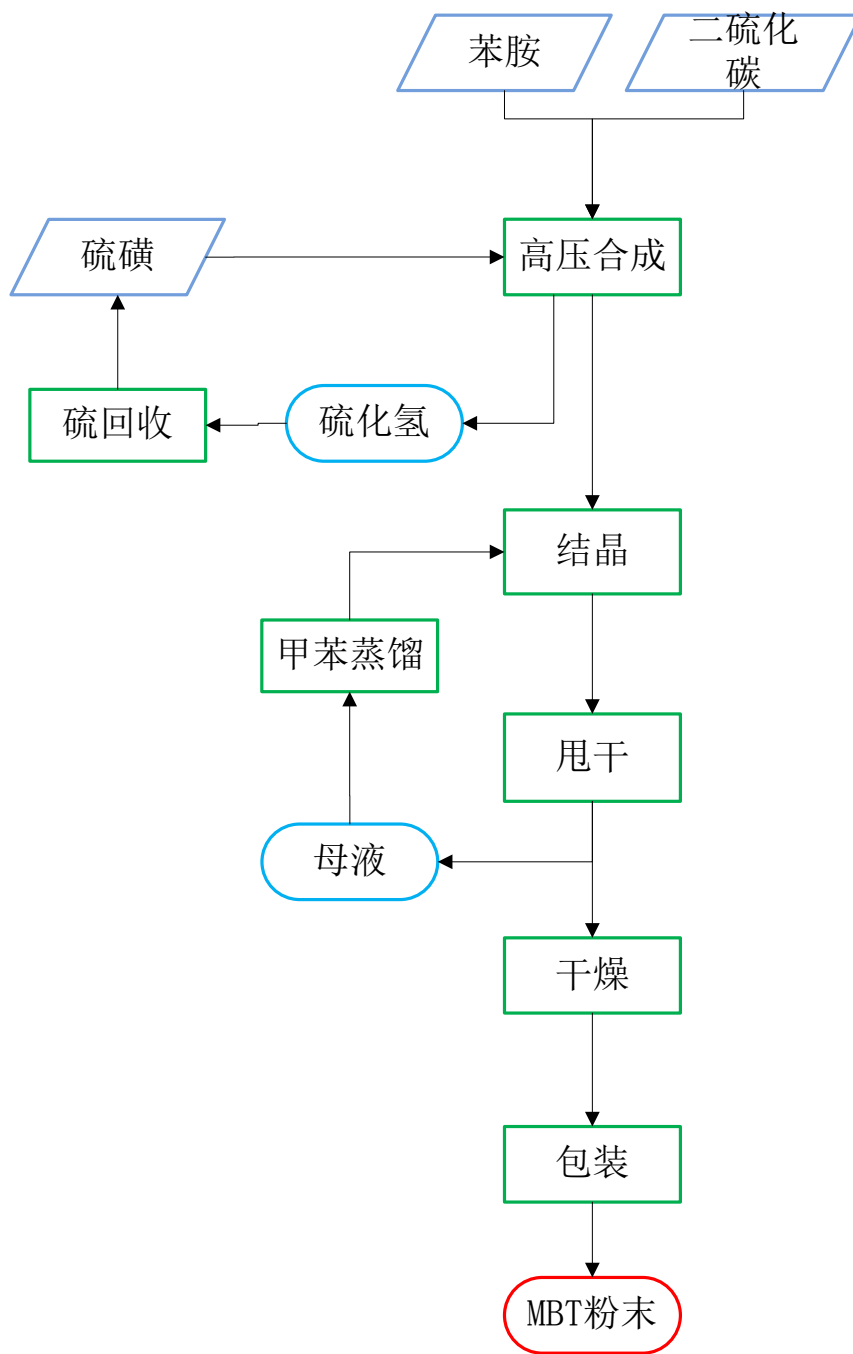 苯胺
二硫化
碳
硫磺
高压合成
硫回收
硫化氢
结晶
甲苯蒸馏
甩干
母液
干燥
包装
MBT粉末